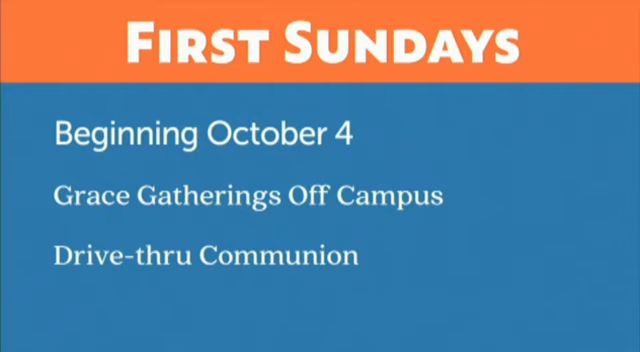 First Sundays
Beginning October 4
Grace Gatherings Off Campus
Drive-thru Communion